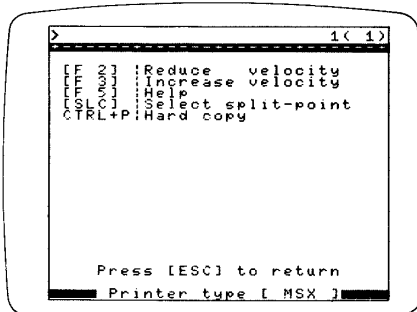 > 1( 1)
[F 2] ¦Reduce velocity
[F 3] ¦Increase velocity
[F 5] ¦Help
[SLC] ¦Select split-point
CTRL+P¦Hard copy
Press [ESC] to return
Printer type [ MSX ]